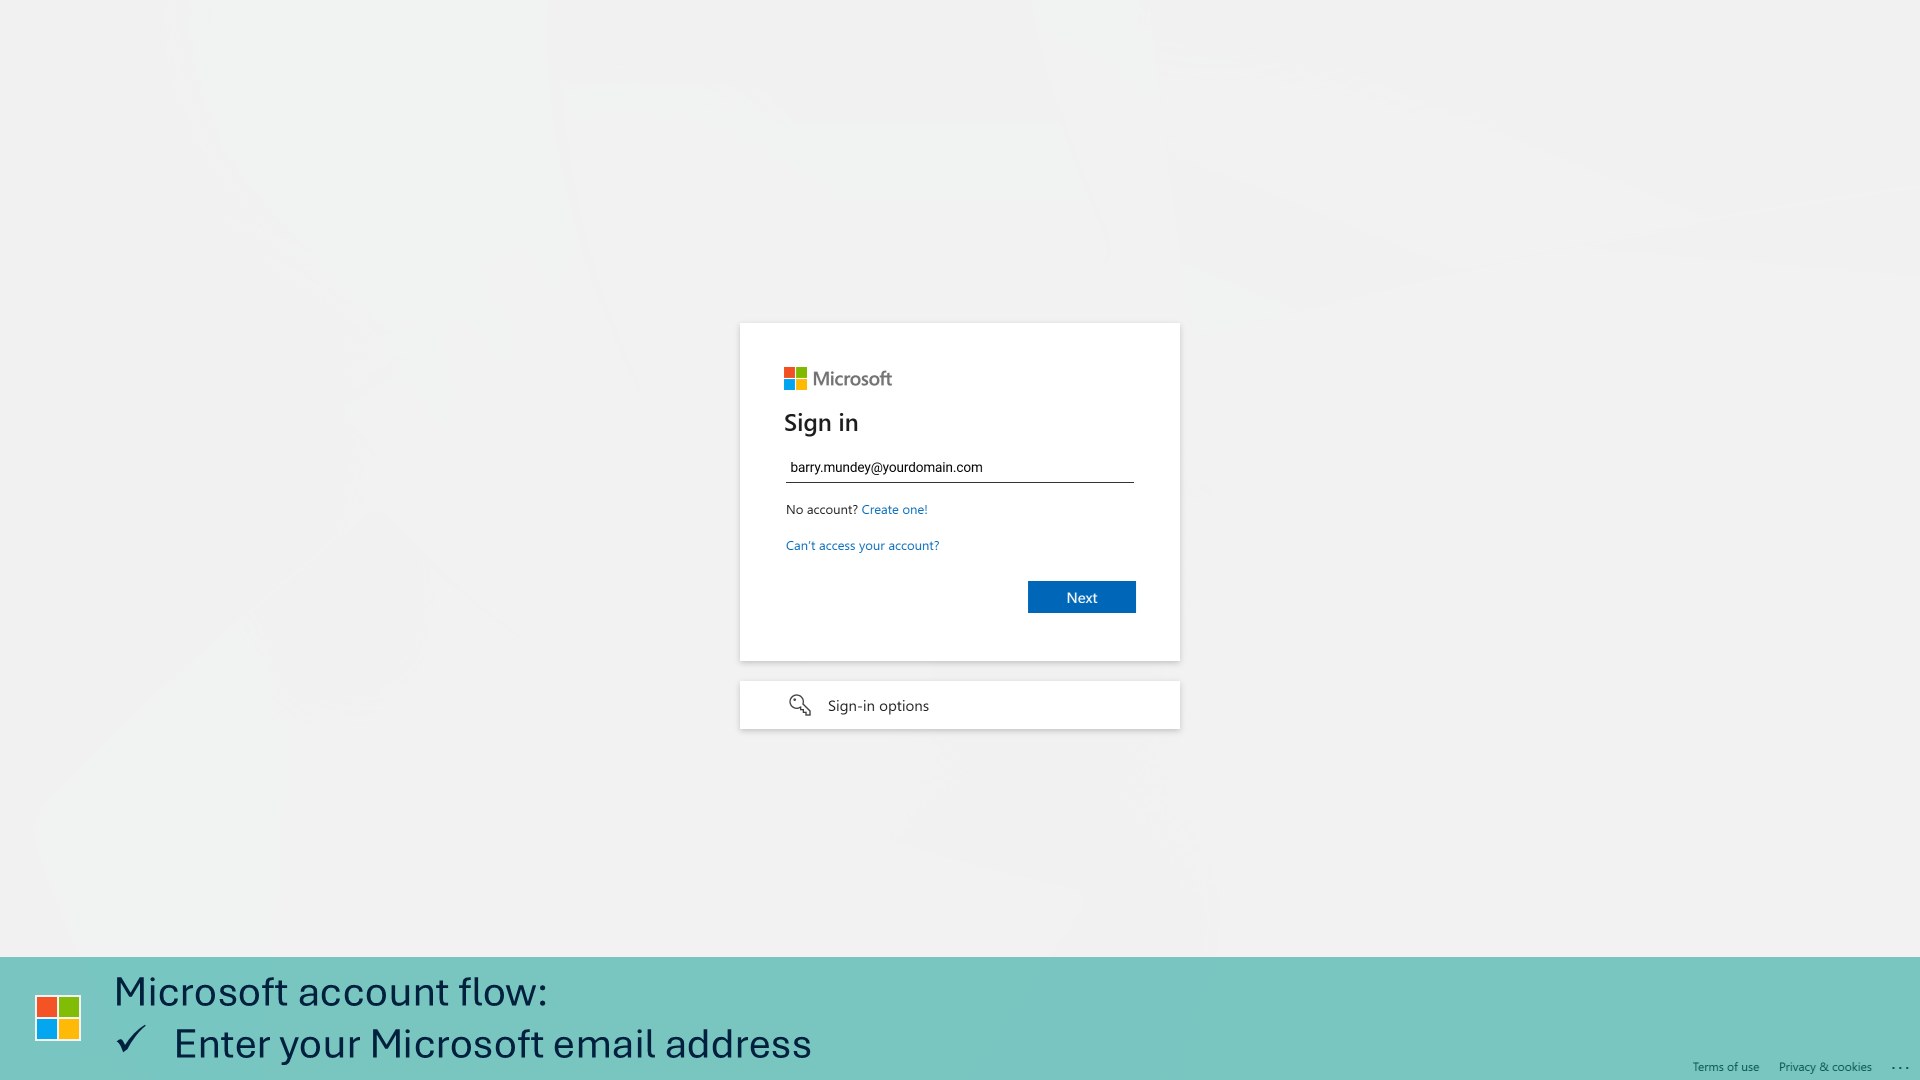 Microsoft
Sign in
barry.mundey@yourdomain.com
No account? Create one!
Can't access your account?
Next
Sign-in options
Microsoft account flow:
✓ Enter your Microsoft email address
Terms of use Privacy & cookies ...